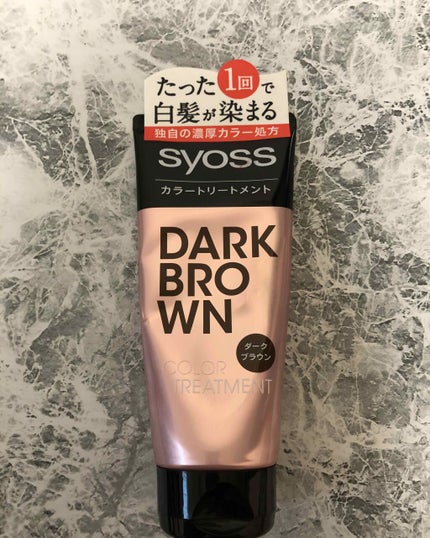 たった1回で
白髪が染まる
独自の濃厚カラー処方
syoss
カラートリートメント
DARK
BRO
WN
ダーク
ブラウン
COLOR
TREATMENT